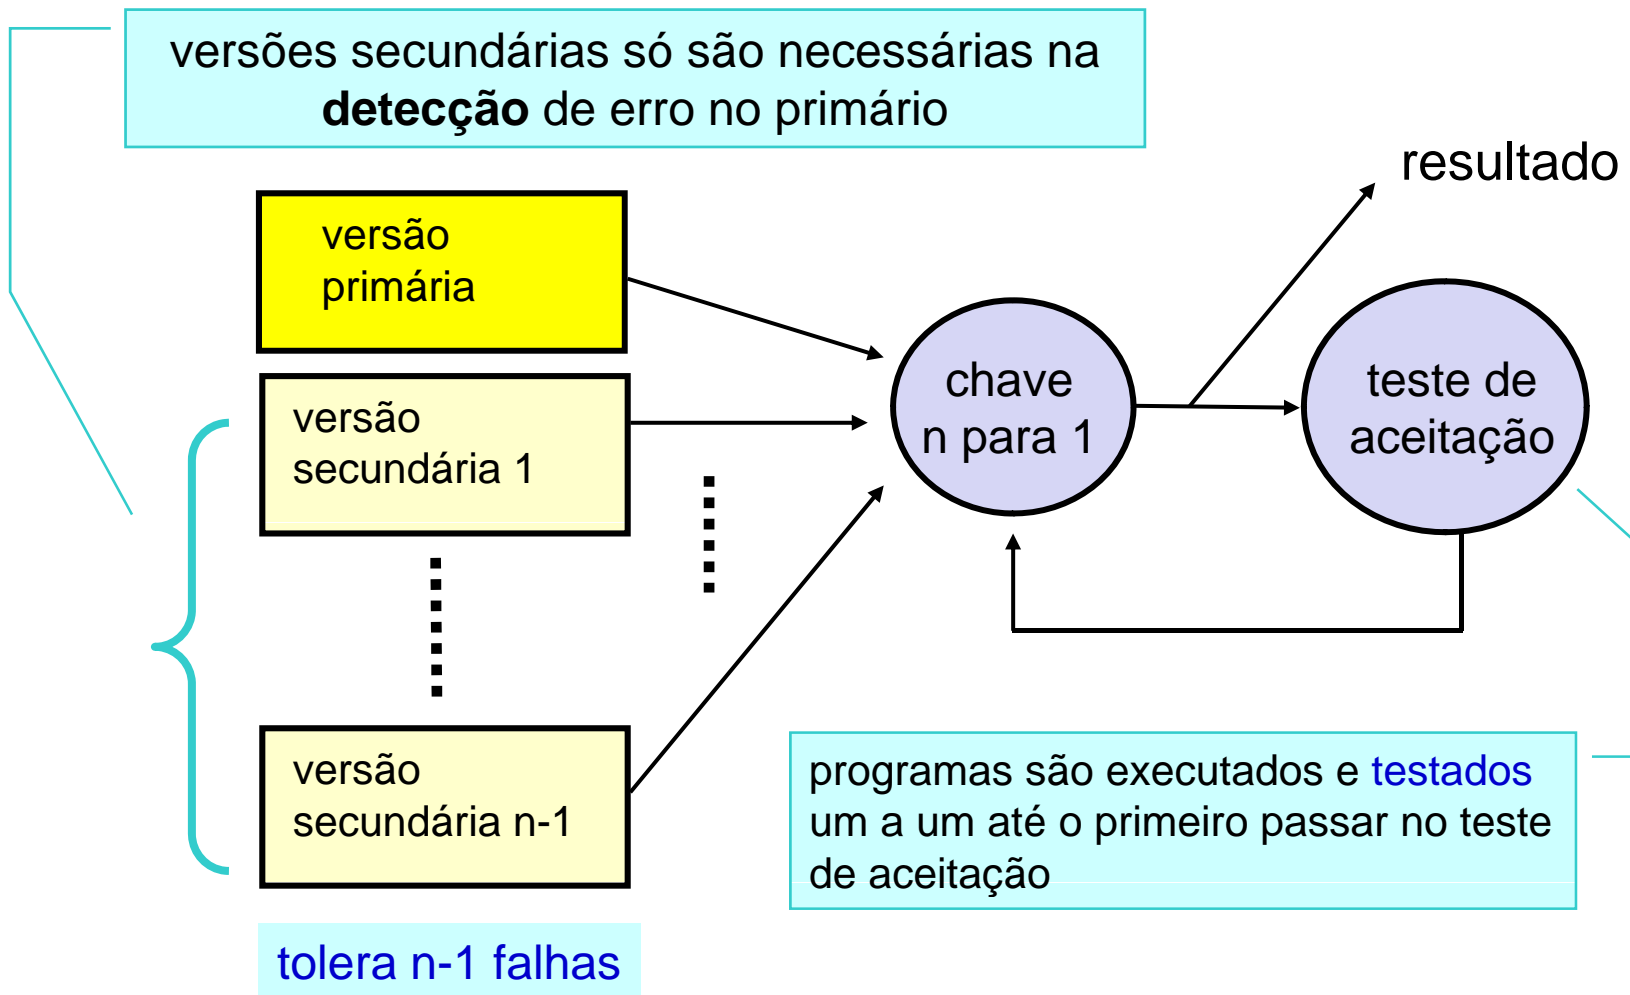 versões secundárias só são necessárias na
detecção de erro no primário
resultado
versão
primária
chave
n para 1
teste de
aceitação
versão
secundária 1
versão
secundária n-1
programas são executados e testados
um a um até o primeiro passar no teste
de aceitação
tolera n-1 falhas